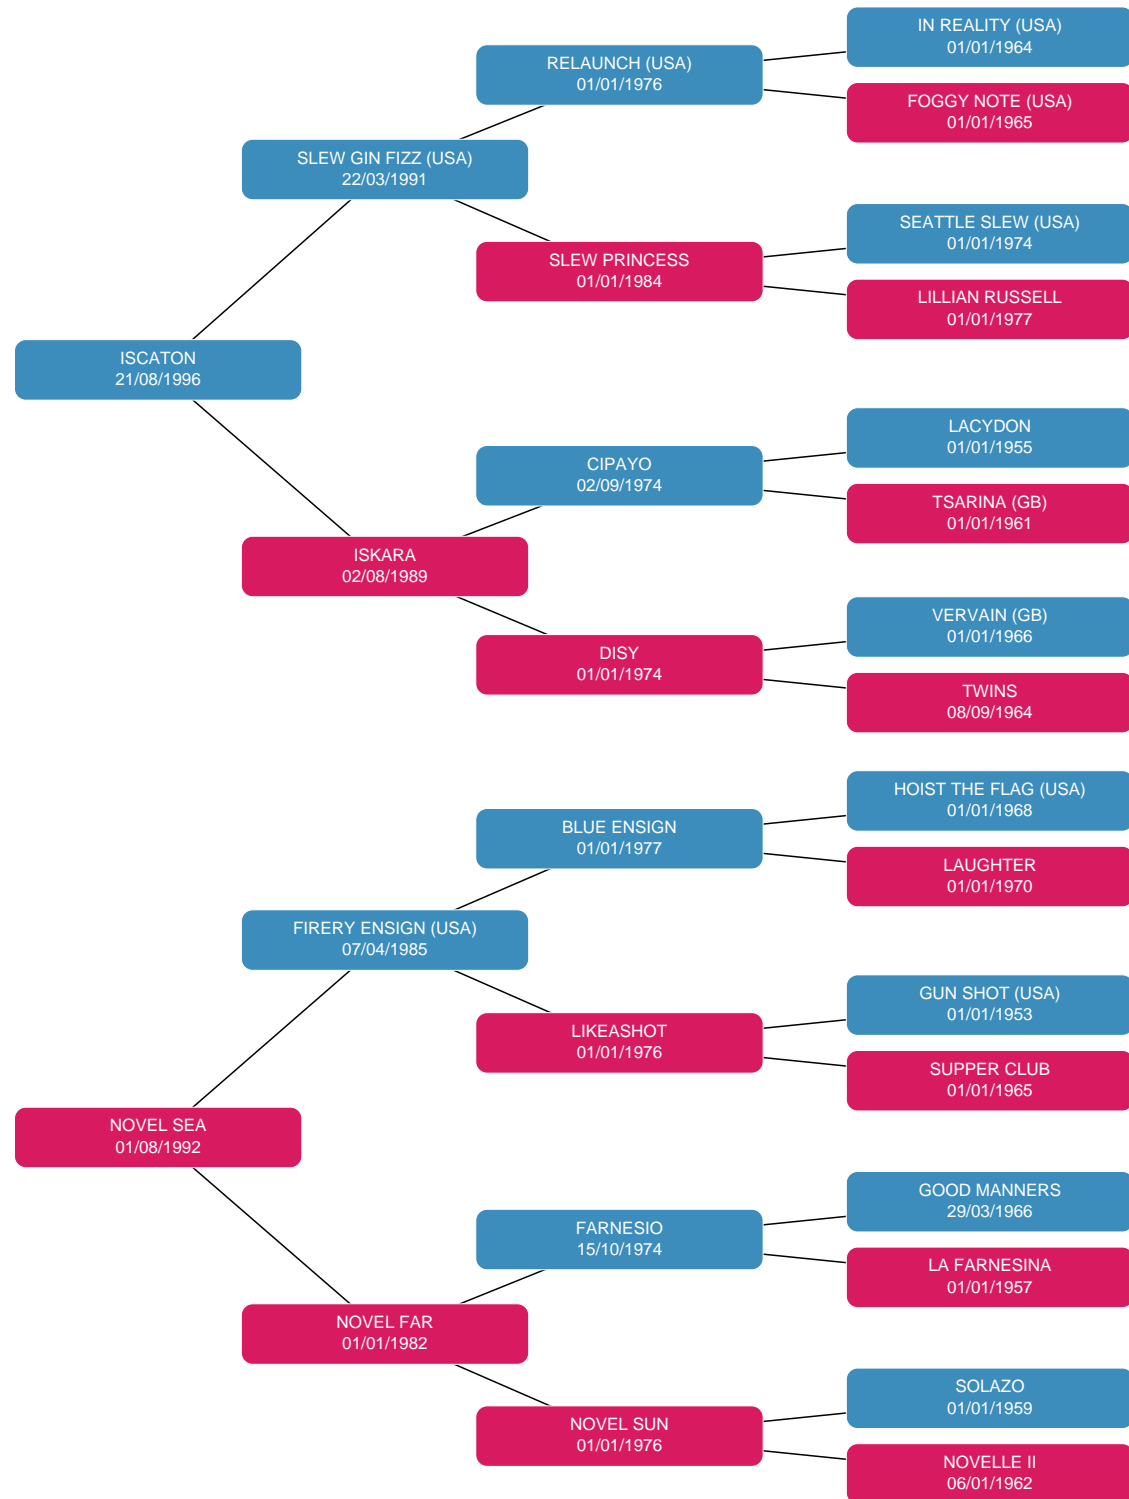 IN REALITY (USA)
01/01/1964
RELAUNCH (USA)
01/01/1976
FOGGY NOTE (USA)
01/01/1965
SLEW GIN FIZZ (USA)
22/03/1991
SEATTLE SLEW (USA)
01/01/1974
SLEW PRINCESS
01/01/1984
LILLIAN RUSSELL
01/01/1977
ISCATON
21/08/1996
LACYDON
01/01/1955
CIPAYO
02/09/1974
TSARINA (GB)
01/01/1961
ISKARA
02/08/1989
VERVAIN (GB)
01/01/1966
DISY
01/01/1974
TWINS
08/09/1964
HOIST THE FLAG (USA)
01/01/1968
BLUE ENSIGN
01/01/1977
LAUGHTER
01/01/1970
FIRERY ENSIGN (USA)
07/04/1985
GUN SHOT (USA)
01/01/1953
LIKEASHOT
01/01/1976
SUPPER CLUB
01/01/1965
NOVEL SEA
01/08/1992
GOOD MANNERS
29/03/1966
FARNESIO
15/10/1974
LA FARNESINA
01/01/1957
NOVEL FAR
01/01/1982
SOLAZO
01/01/1959
NOVEL SUN
01/01/1976
NOVELLE II
06/01/1962